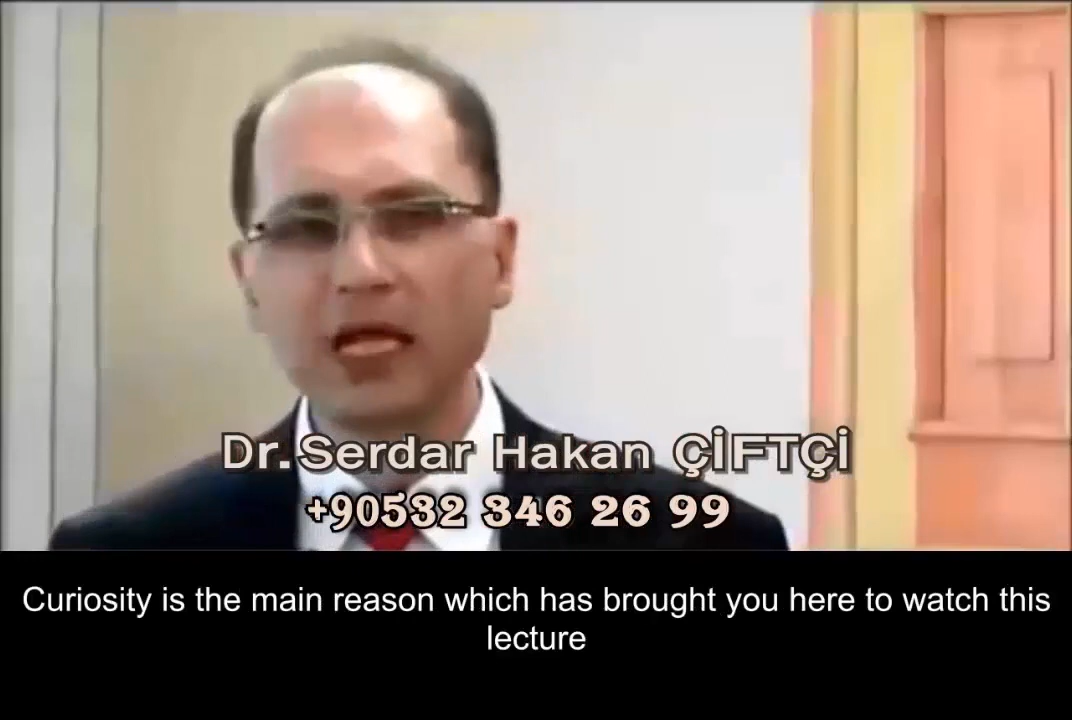 Dr. Serdar Hakan ÇİFTÇİ
+90532 346 26 99
Curiosity is the main reason which has brought you here to watch this
lecture